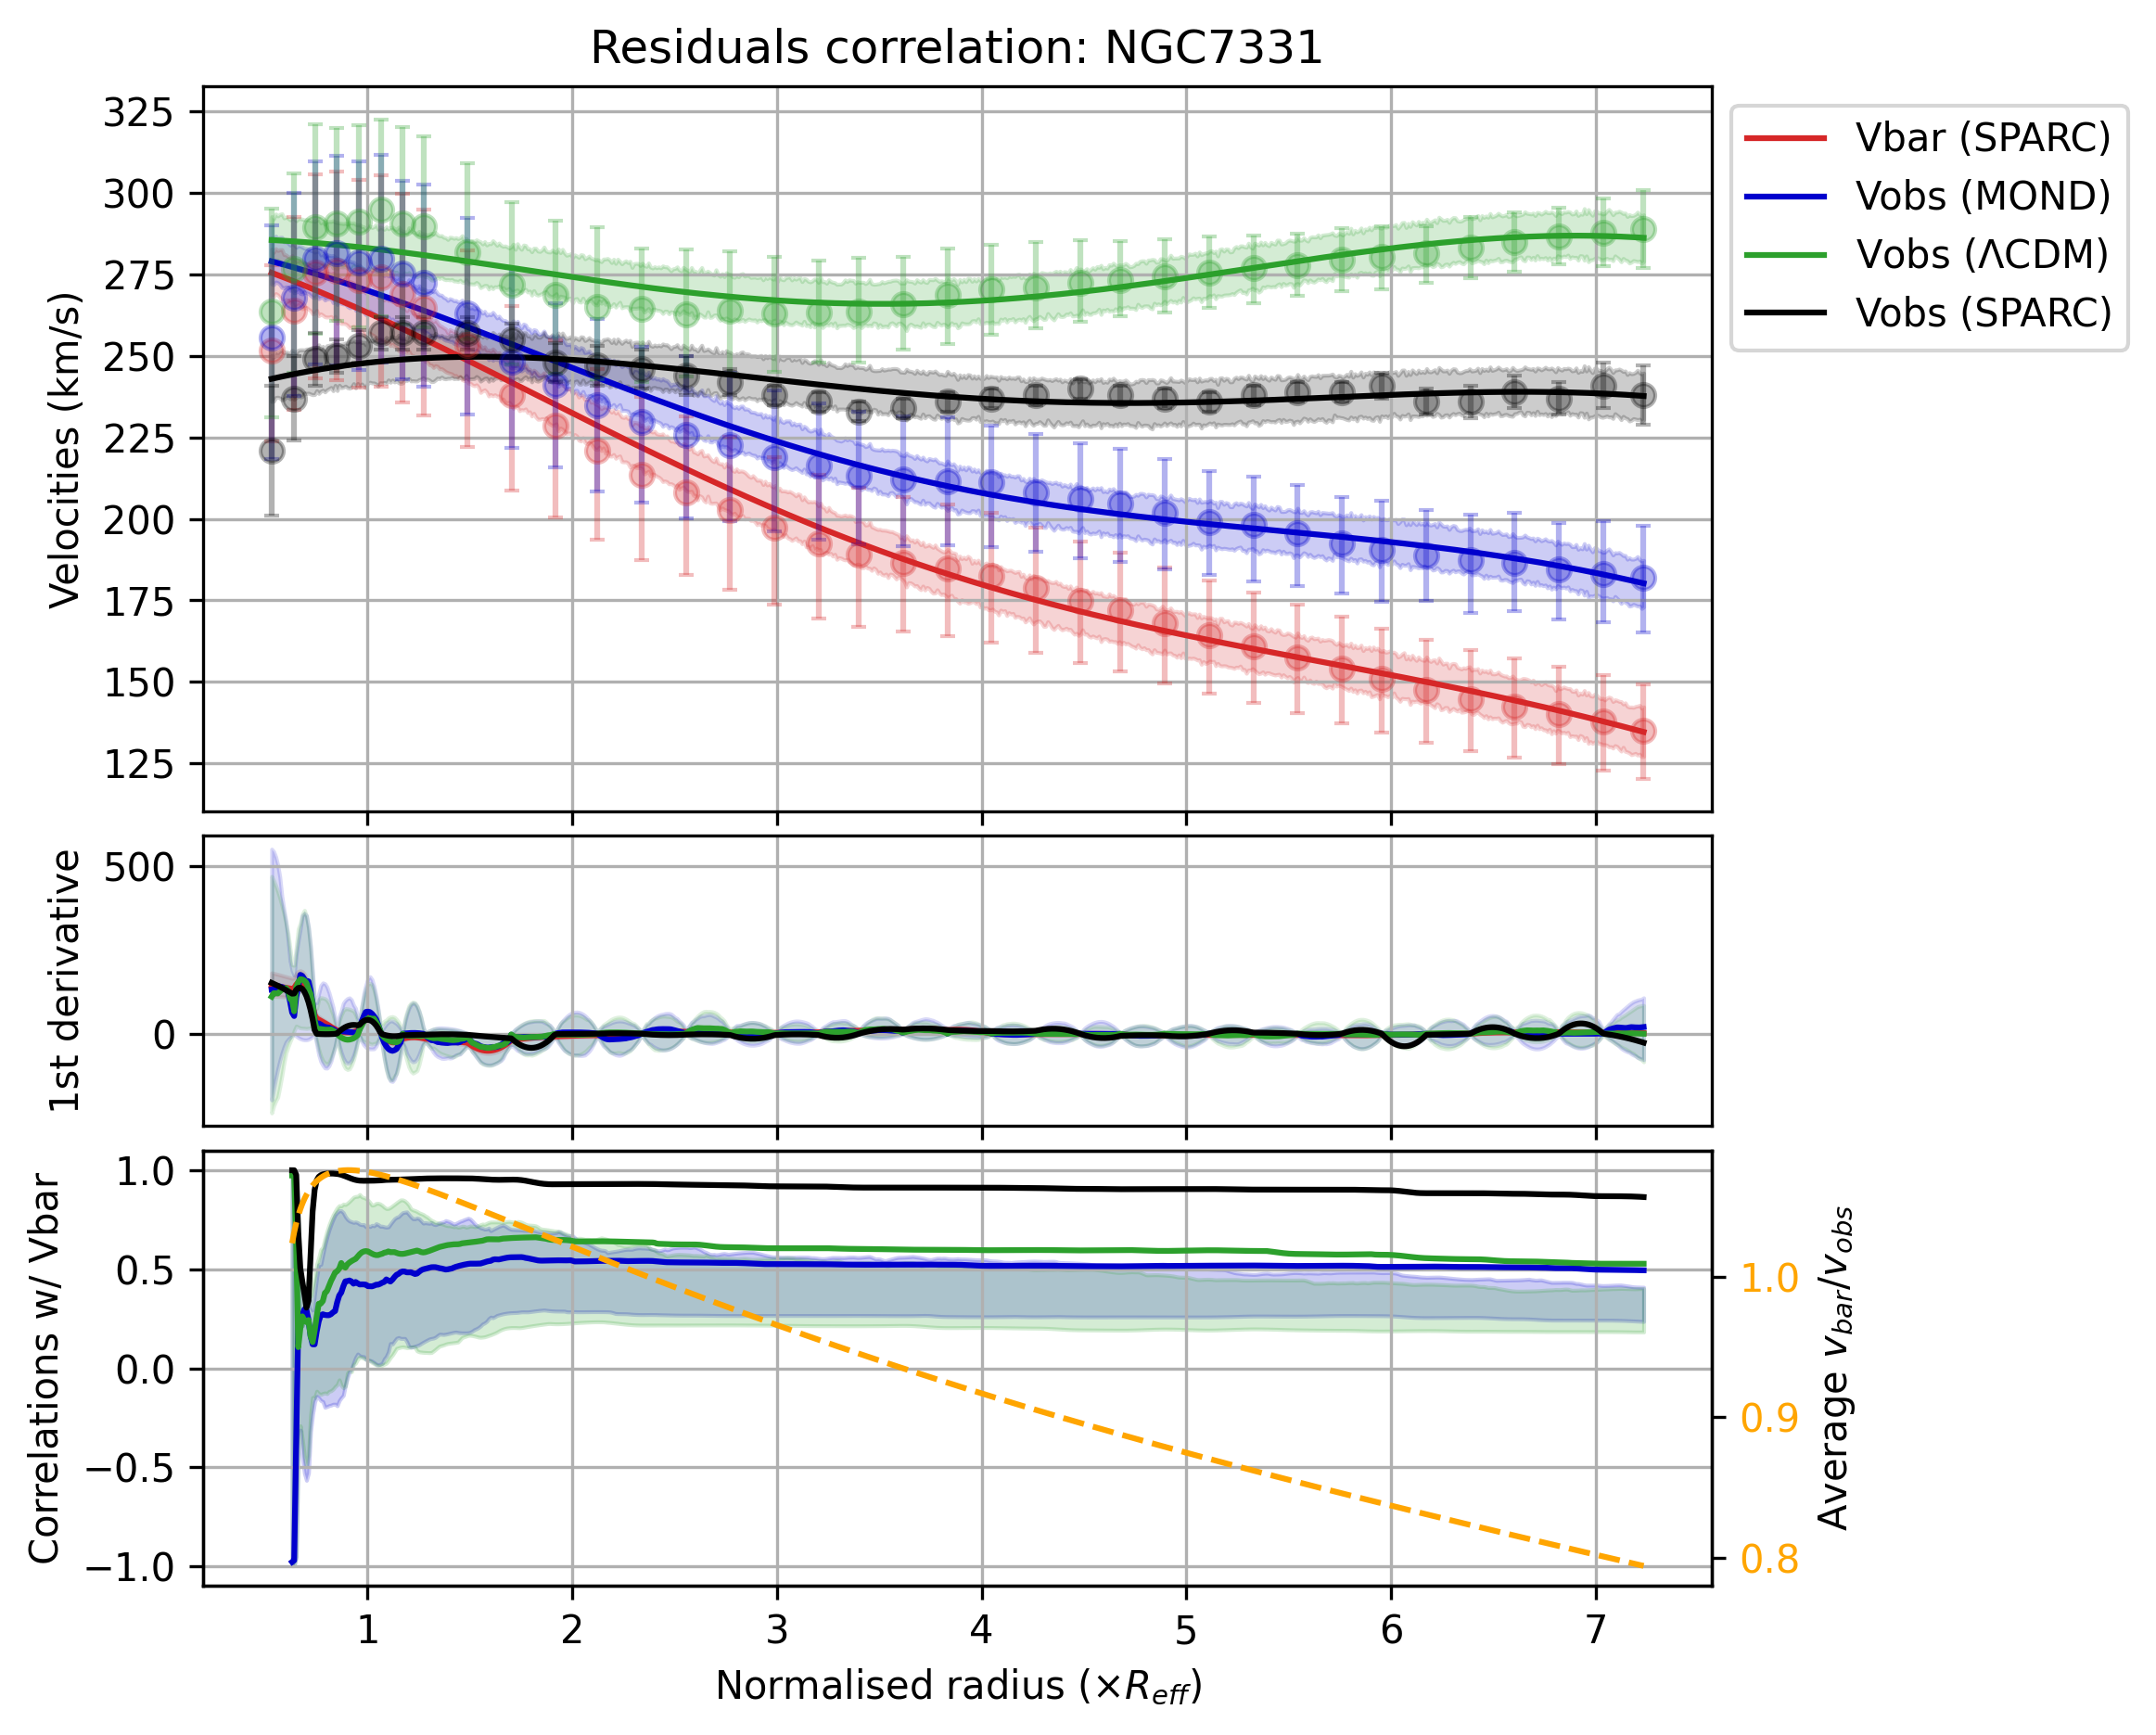 Residuals correlation: NGC7331
325
300
275
250
225
200
175
150
125
Velocities (km/s)
Vbar (SPARC)
Vobs (MOND)
Vobs (ΛCDM)
Vobs (SPARC)
500
0
1st derivative
1.0
0.5
0.0
−0.5
−1.0
Correlations w/ Vbar
1.0
0.9
0.8
Average v_bar/v_obs
1 2 3 4 5 6 7
Normalised radius (×R_eff)